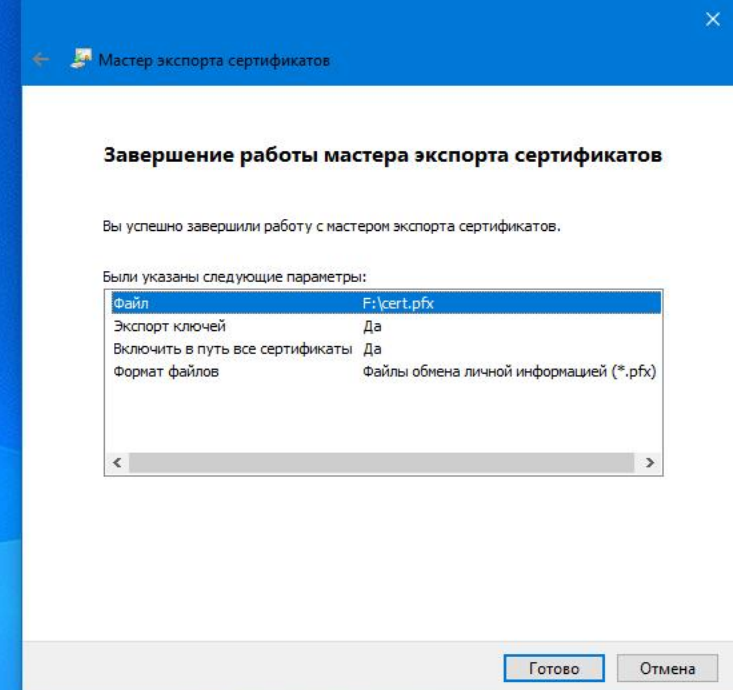 Мастер экспорта сертификатов
Завершение работы мастера экспорта сертификатов
Вы успешно завершили работу с мастером экспорта сертификатов.
Были указаны следующие параметры:
Файл F:\cert.pfx
Экспорт ключей Да
Включить в путь все сертификаты Да
Формат файлов Файлы обмена личной информацией (*.pfx)
Готово Отмена